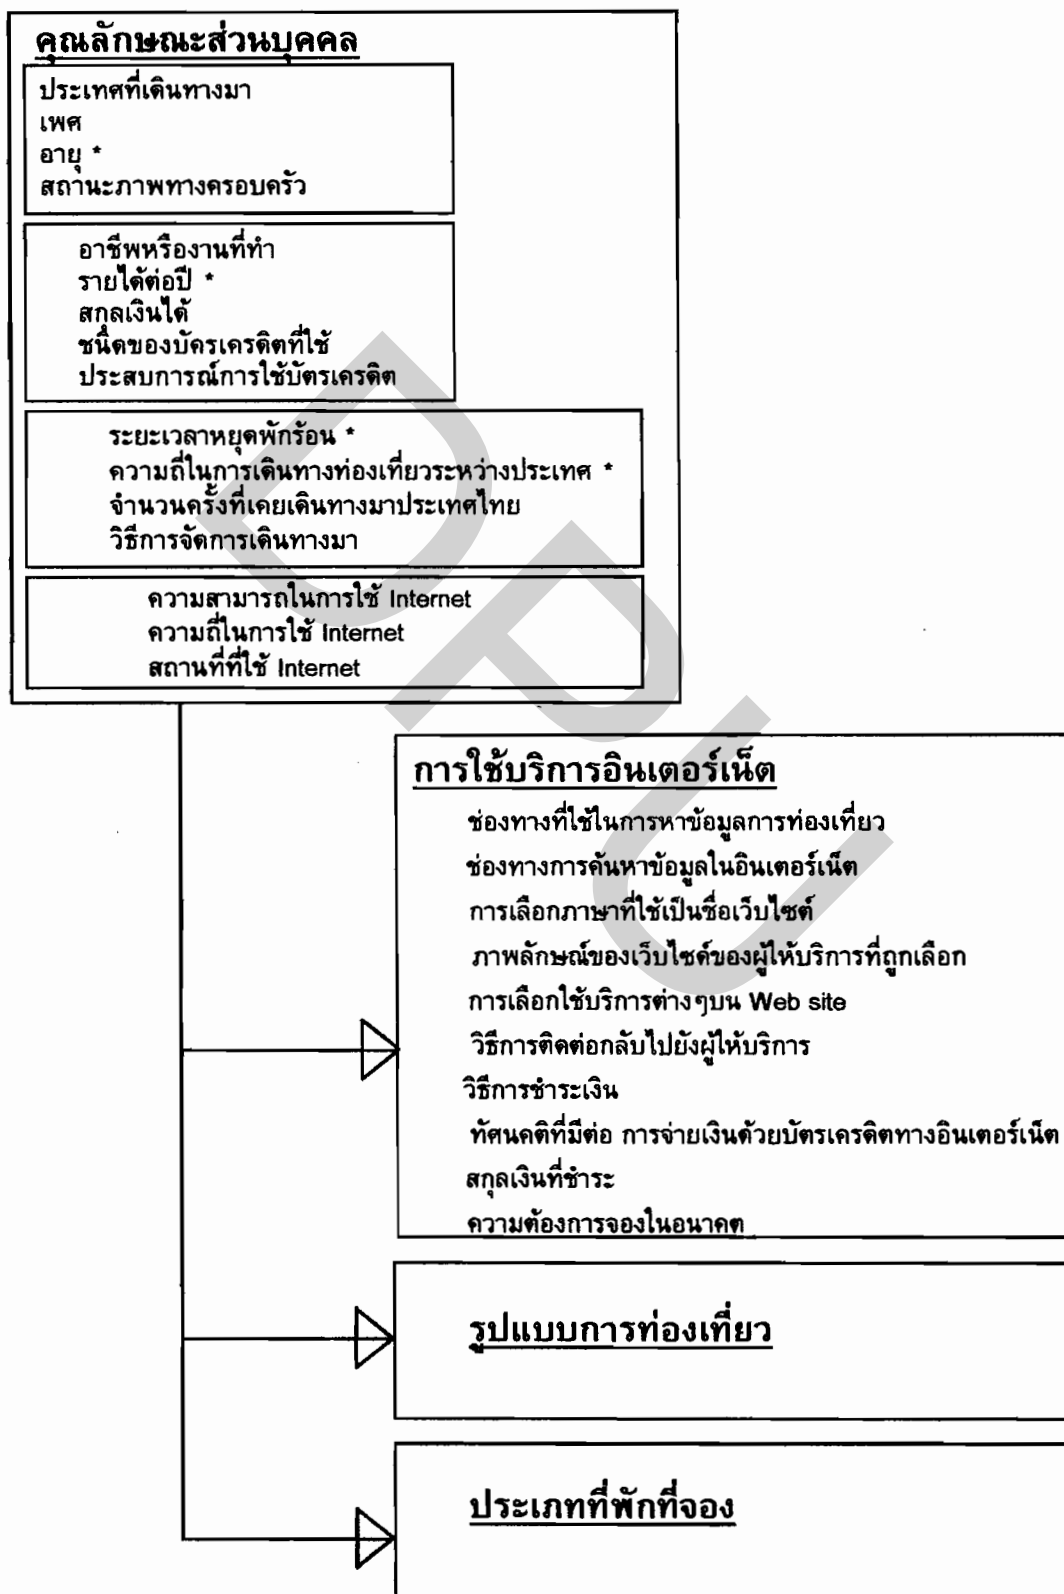 คุณลักษณะส่วนบุคคล
ประเทศที่เดินทางมา
เพศ
อายุ *
สถานะภาพทางครอบครัว
อาชีพหรืองานที่ทำ
รายได้ต่อปี *
สกุลเงินได้
ชนิดของบัตรเครดิตที่ใช้
ประสบการณ์การใช้บัตรเครดิต
ระยะเวลาหยุดพักร้อน *
ความถี่ในการเดินทางท่องเที่ยวระหว่างประเทศ *
จำนวนครั้งที่เคยเดินทางมาประเทศไทย
วิธีการจัดการเดินทางมา
ความสามารถในการใช้ Internet
ความถี่ในการใช้ Internet
สถานที่ที่ใช้ Internet
การใช้บริการอินเตอร์เน็ต
ช่องทางที่ใช้ในการหาข้อมูลการท่องเที่ยว
ช่องทางการค้นหาข้อมูลในอินเตอร์เน็ต
การเลือกภาษาที่ใช้เป็นชื่อเว็บไซต์
ภาพลักษณ์ของเว็บไซต์ของผู้ให้บริการที่ถูกเลือก
การเลือกใช้บริการต่างๆบน Web site
วิธีการติดต่อกลับไปยังผู้ให้บริการ
วิธีการชำระเงิน
ทัศนคติที่มีต่อ การจ่ายเงินด้วยบัตรเครดิตทางอินเตอร์เน็ต
สกุลเงินที่ชำระ
ความต้องการจองในอนาคต
รูปแบบการท่องเที่ยว
ประเภทที่พักที่จอง
DPU